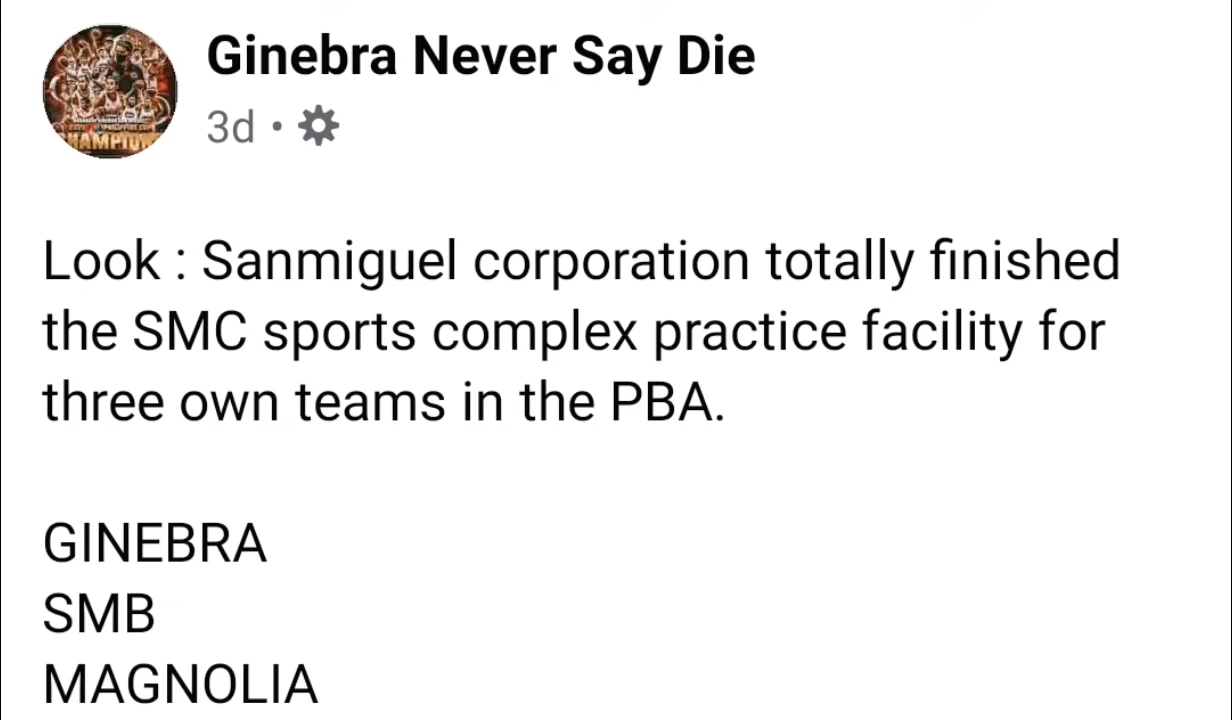 Ginebra Never Say Die
3d •
Look : Sanmiguel corporation totally finished
the SMC sports complex practice facility for
three own teams in the PBA.
GINEBRA
SMB
MAGNOLIA